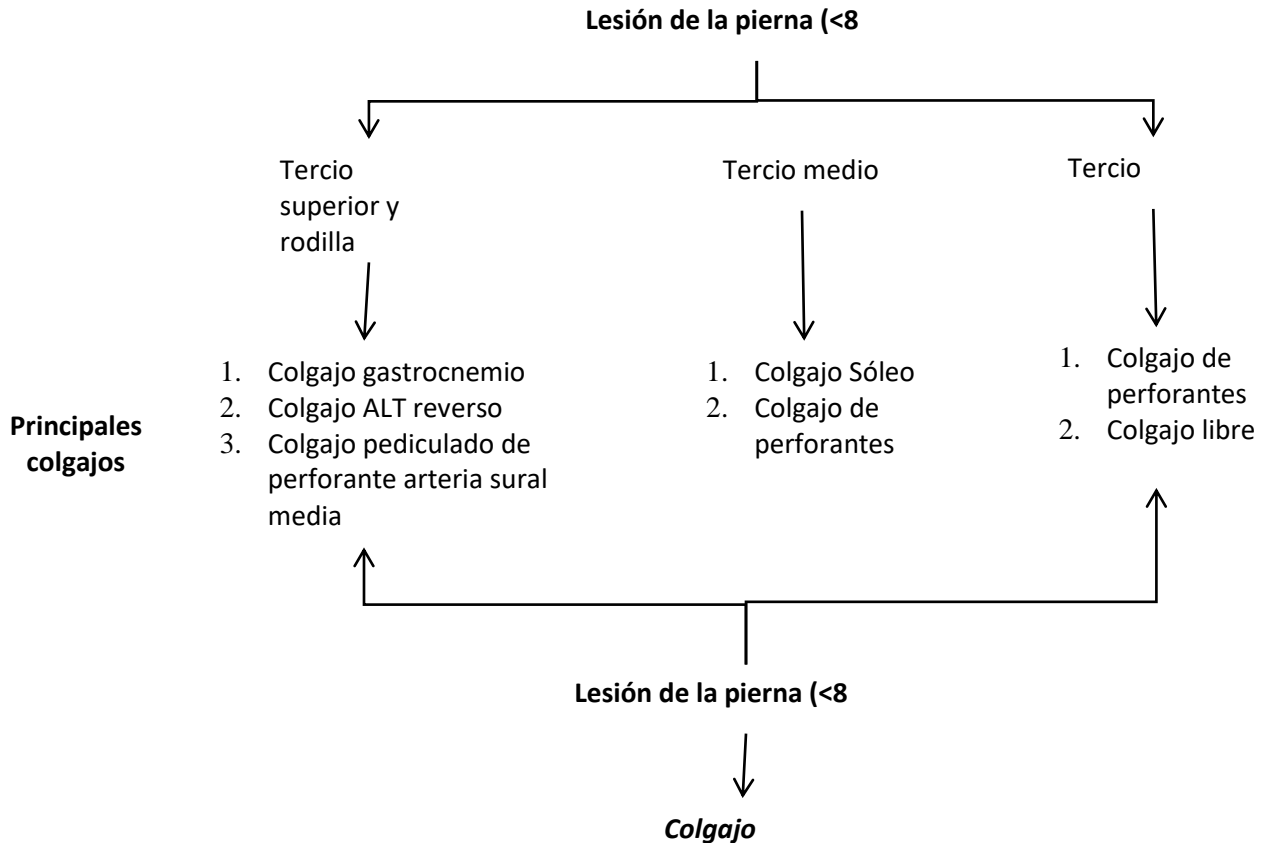 Lesión de la pierna (<8
Tercio
superior y
rodilla
Tercio medio
Tercio
Principales
colgajos
1. Colgajo gastrocnemio
2. Colgajo ALT reverso
3. Colgajo pediculado de
perforante arteria sural
media
1. Colgajo Sóleo
2. Colgajo de
perforantes
1. Colgajo de
perforantes
2. Colgajo libre
Lesión de la pierna (<8
Colgajo